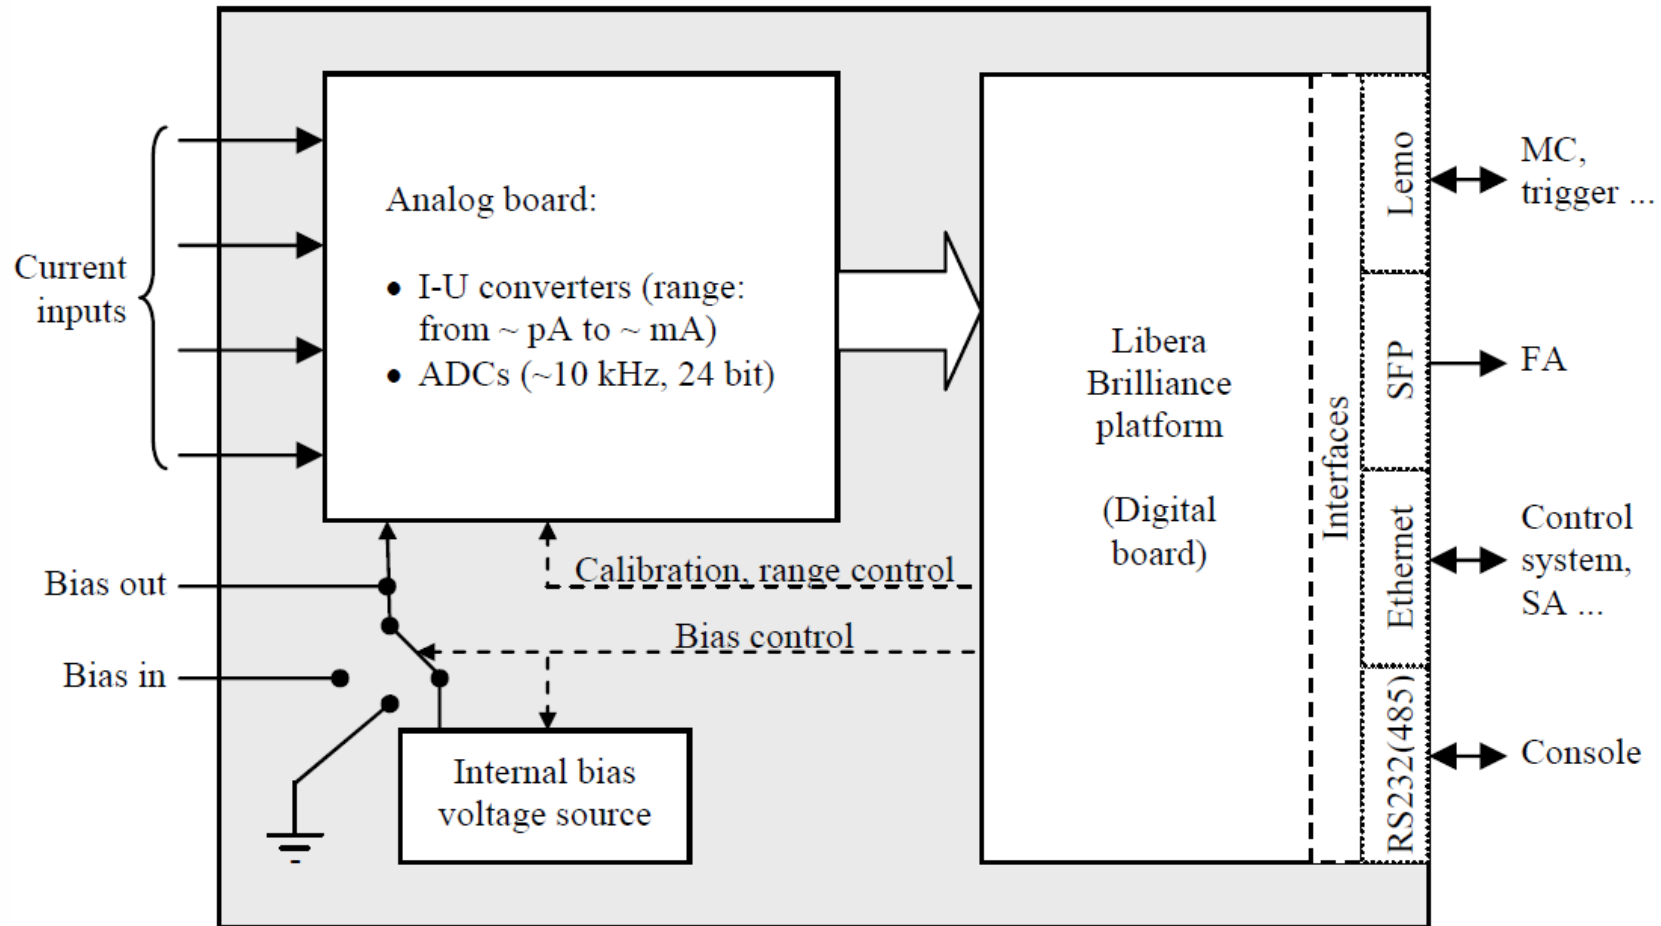 Current
inputs
Analog board:
• I-U converters (range:
from ~ pA to ~ mA)
• ADCs (~10 kHz, 24 bit)
Bias out
Bias in
Calibration, range control
Bias control
Internal bias
voltage source
Libera
Brilliance
platform
(Digital
board)
Interfaces
Lemo
SFP
Ethernet
RS232(485)
MC,
trigger ...
FA
Control
system,
SA ...
Console